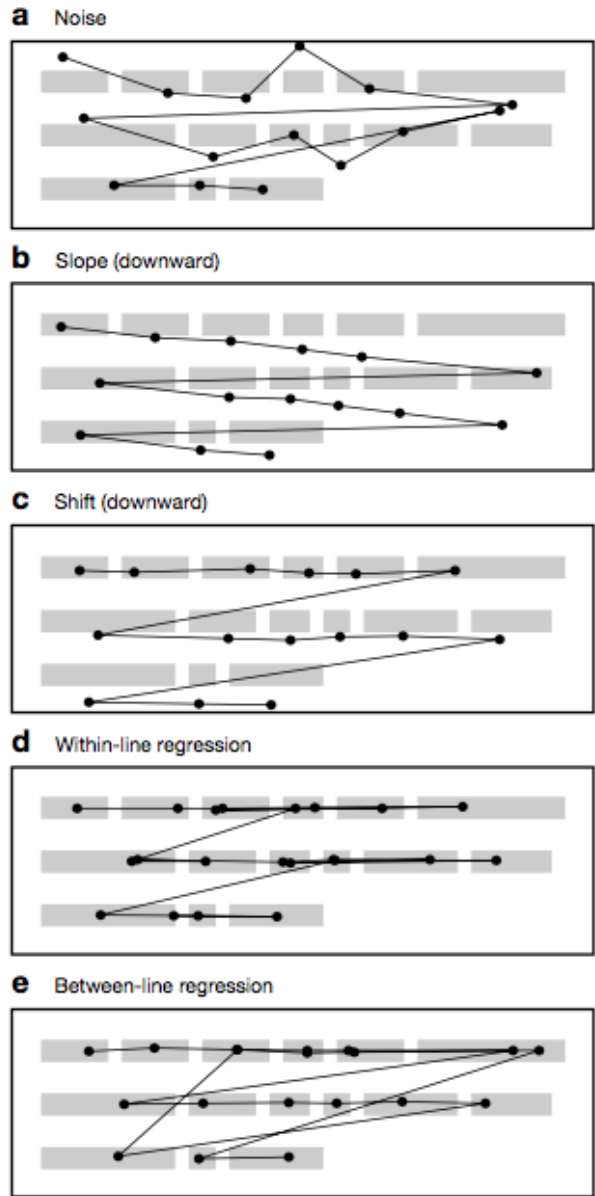 a Noise
b Slope (downward)
c Shift (downward)
d Within-line regression
e Between-line regression